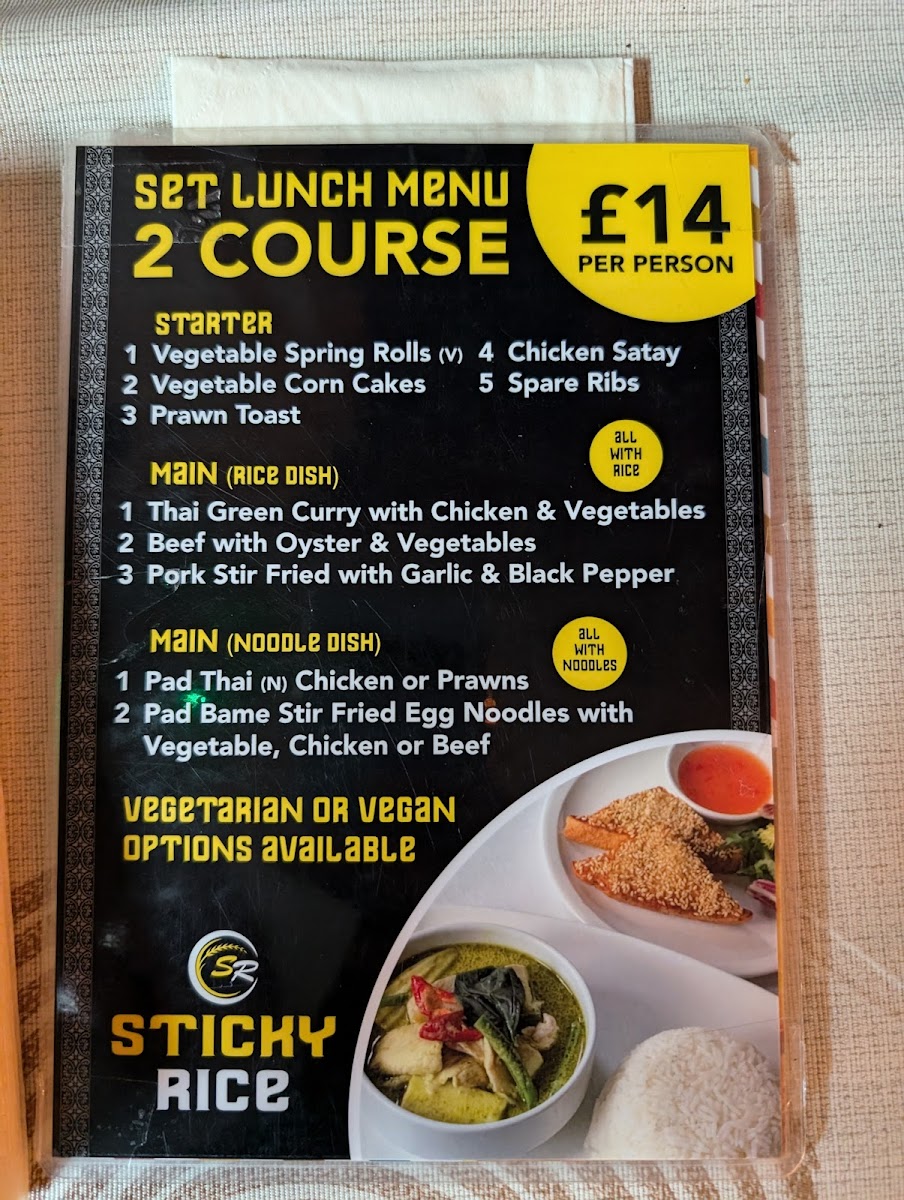 SET LUNCH MENU
2 COURSE
£14
PER PERSON
STARTER
1 Vegetable Spring Rolls (V)
2 Vegetable Corn Cakes
3 Prawn Toast
4 Chicken Satay
5 Spare Ribs
MAIN (RICE DISH)
ALL
WITH
RICE
1 Thai Green Curry with Chicken & Vegetables
2 Beef with Oyster & Vegetables
3 Pork Stir Fried with Garlic & Black Pepper
MAIN (NOODLE DISH)
ALL
WITH
NOODLES
1 Pad Thai (N) Chicken or Prawns
2 Pad Bame Stir Fried Egg Noodles with
Vegetable, Chicken or Beef
VEGETARIAN OR VEGAN
OPTIONS AVAILABLE
SR
STICKY
RICE